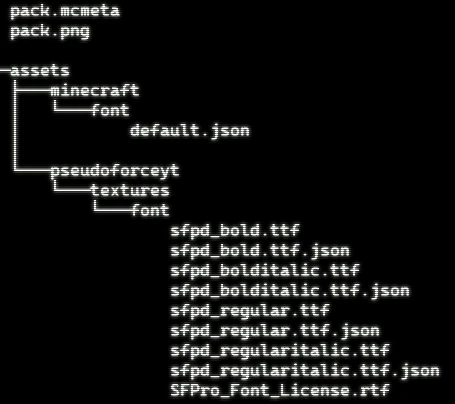 pack.mcmeta
pack.png
assets
minecraft
font
default.json
pseudoforceyt
textures
font
sfpd_bold.ttf
sfpd_bold.ttf.json
sfpd_bolditalic.ttf
sfpd_bolditalic.ttf.json
sfpd_regular.ttf
sfpd_regular.ttf.json
sfpd_regularitalic.ttf
sfpd_regularitalic.ttf.json
SFPro_Font_License.rtf